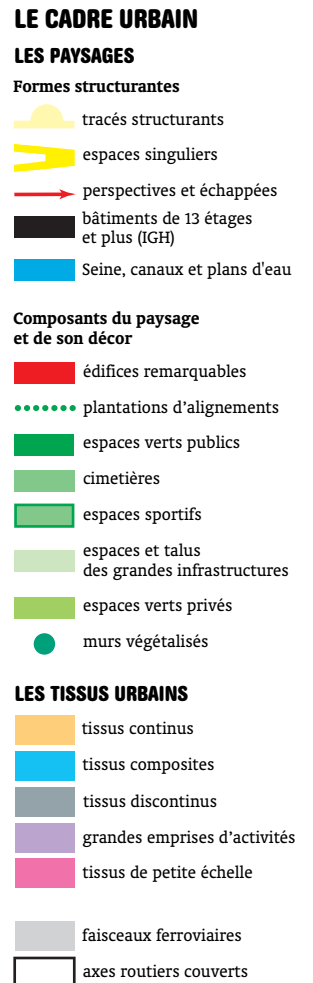 LE CADRE URBAIN
LES PAYSAGES
Formes structurantes
tracés structurants
espaces singuliers
perspectives et échappées
bâtiments de 13 étages
et plus (IGH)
Seine, canaux et plans d'eau
Composants du paysage
et de son décor
édifices remarquables
plantations d’alignements
espaces verts publics
cimetières
espaces sportifs
espaces et talus
des grandes infrastructures
espaces verts privés
murs végétalisés
LES TISSUS URBAINS
tissus continus
tissus composites
tissus discontinus
grandes emprises d’activités
tissus de petite échelle
faisceaux ferroviaires
axes routiers couverts